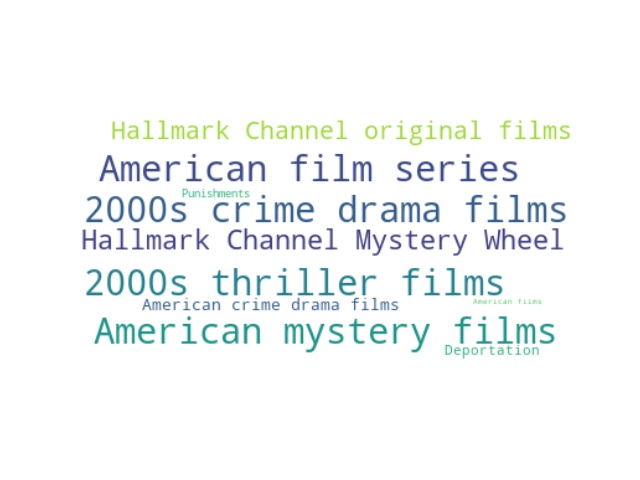 Hallmark Channel original films
American film series
Punishments
2000s crime drama films
Hallmark Channel Mystery Wheel
2000s thriller films
American crime drama films
American films
American mystery films
Deportation